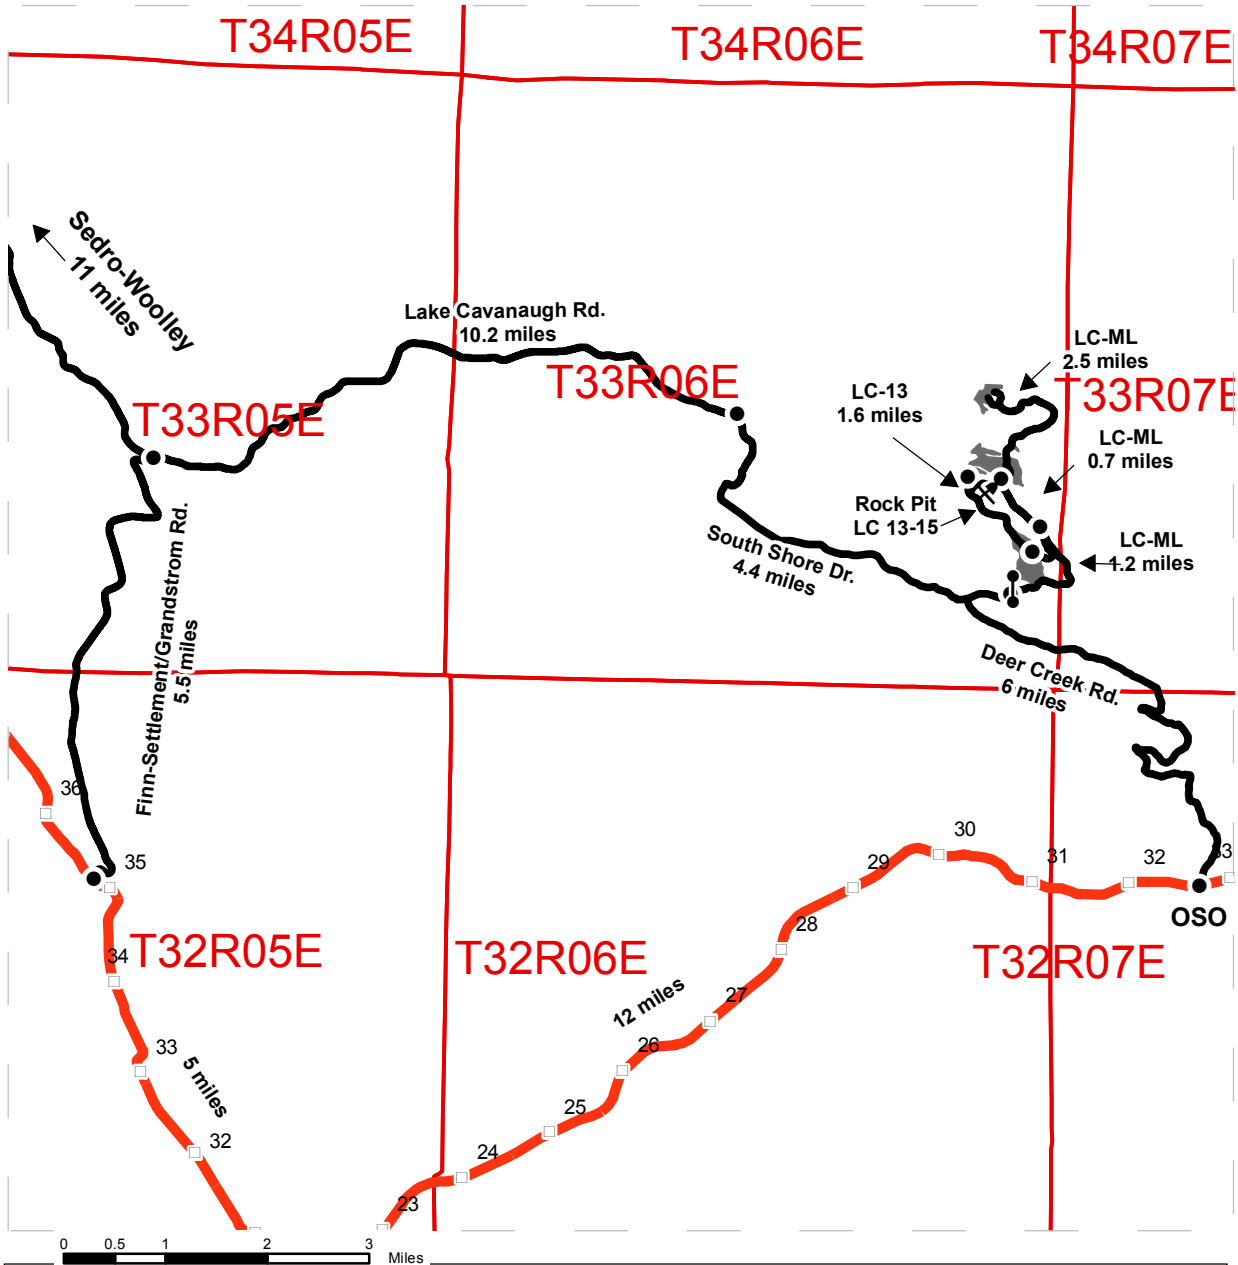 T34R05E
T34R06E
T34R07E
Sedro-Woolley
11 miles
Lake Cavanaugh Rd.
10.2 miles
LC-ML
2.5 miles
T33R05E
T33R06E
T33R07E
LC-13
1.6 miles
LC-ML
0.7 miles
Rock Pit
LC 13-15
LC-ML
1.2 miles
South Shore Dr.
4.4 miles
Finn-Settlement/Grandstrom Rd.
5.5 miles
Deer Creek Rd.
6 miles
36
35
34
33
32
5 miles
T32R05E
T32R06E
T32R07E
12 miles
23
24
25
26
27
28
29
30
31
32
33
OSO
0 0.5 1 2 3
Miles